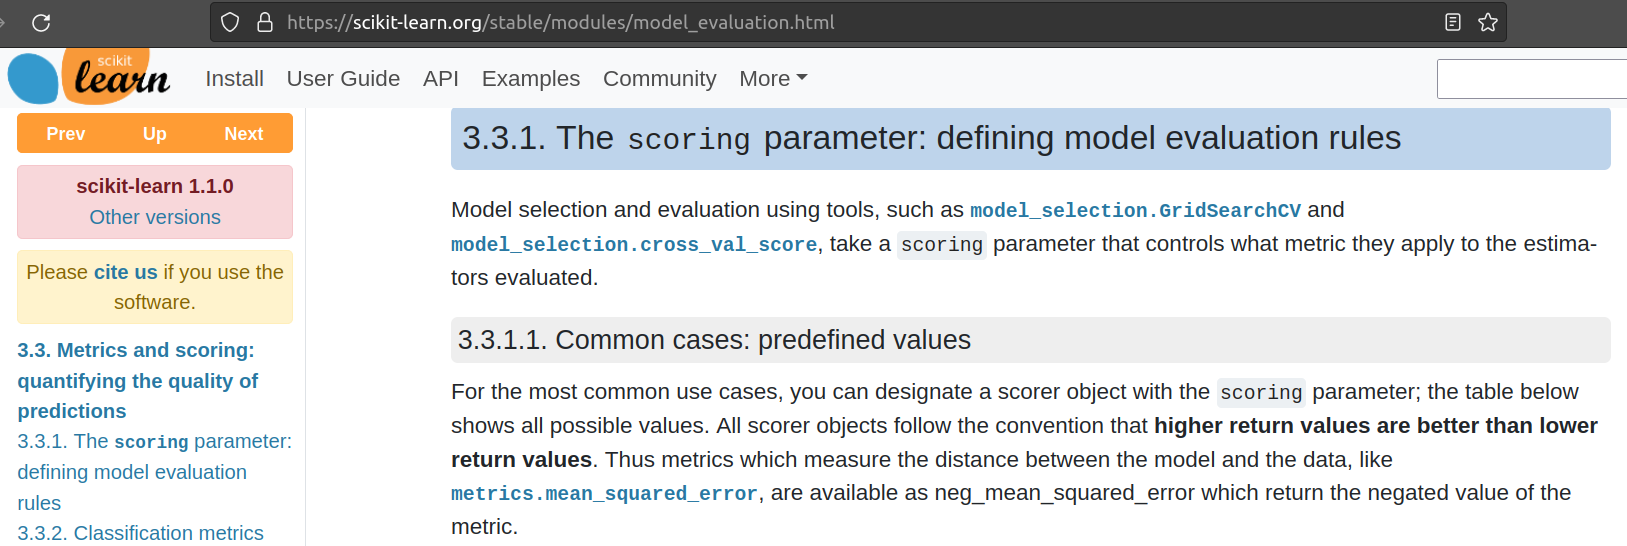 https://scikit-learn.org/stable/modules/model_evaluation.html
scikit
learn
Install User Guide API Examples Community More
Prev Up Next
scikit-learn 1.1.0
Other versions
Please cite us if you use the
software.
3.3. Metrics and scoring:
quantifying the quality of
predictions
3.3.1. The scoring parameter:
defining model evaluation
rules
3.3.2. Classification metrics
3.3.1. The scoring parameter: defining model evaluation rules
Model selection and evaluation using tools, such as model_selection.GridSearchCV and
model_selection.cross_val_score, take a scoring parameter that controls what metric they apply to the estima-
tors evaluated.
3.3.1.1. Common cases: predefined values
For the most common use cases, you can designate a scorer object with the scoring parameter; the table below
shows all possible values. All scorer objects follow the convention that higher return values are better than lower
return values. Thus metrics which measure the distance between the model and the data, like
metrics.mean_squared_error, are available as neg_mean_squared_error which return the negated value of the
metric.